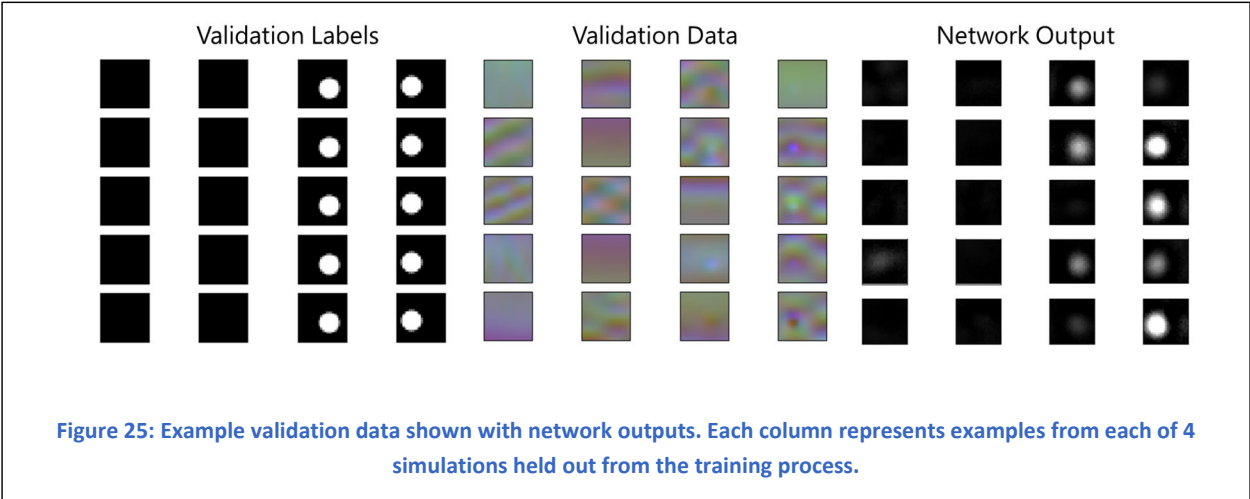 Validation Labels
Validation Data
Network Output
Figure 25: Example validation data shown with network outputs. Each column represents examples from each of 4
simulations held out from the training process.